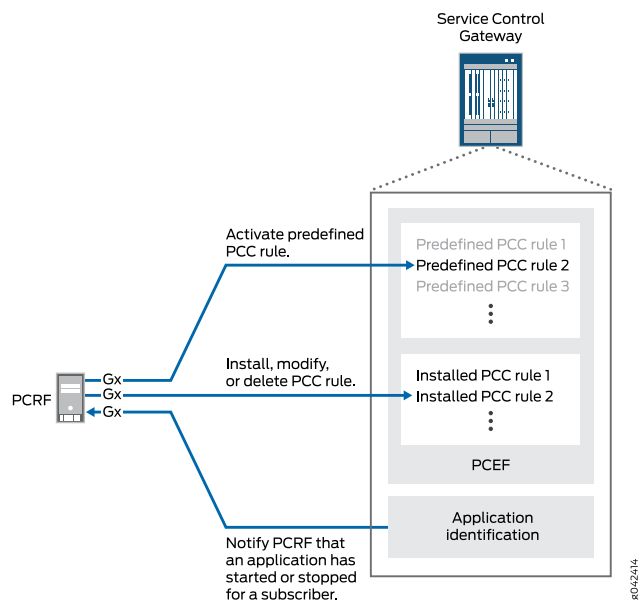 Service Control
Gateway
Activate predefined
PCC rule.
Predefined PCC rule 1
Predefined PCC rule 2
Predefined PCC rule 3
Install, modify,
or delete PCC rule.
Installed PCC rule 1
Installed PCC rule 2
PCRF
Gx
Gx
Gx
PCEF
Application
identification
Notify PCRF that
an application has
started or stopped
for a subscriber.
g042414